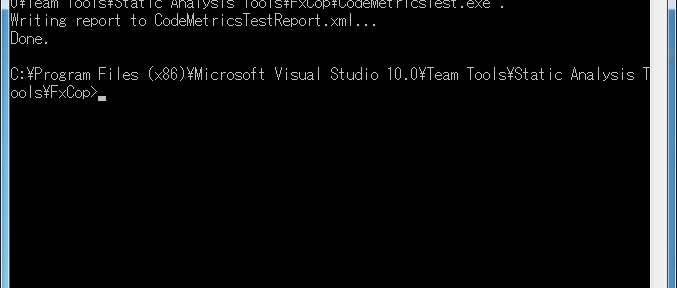 0¥Team Tools¥Static Analysis Tools¥FxCop¥CodeMetricsTest.exe .
Writing report to CodeMetricsTestReport.xml...
Done.
C:¥Program Files (x86)¥Microsoft Visual Studio 10.0¥Team Tools¥Static Analysis T
ools¥FxCop>